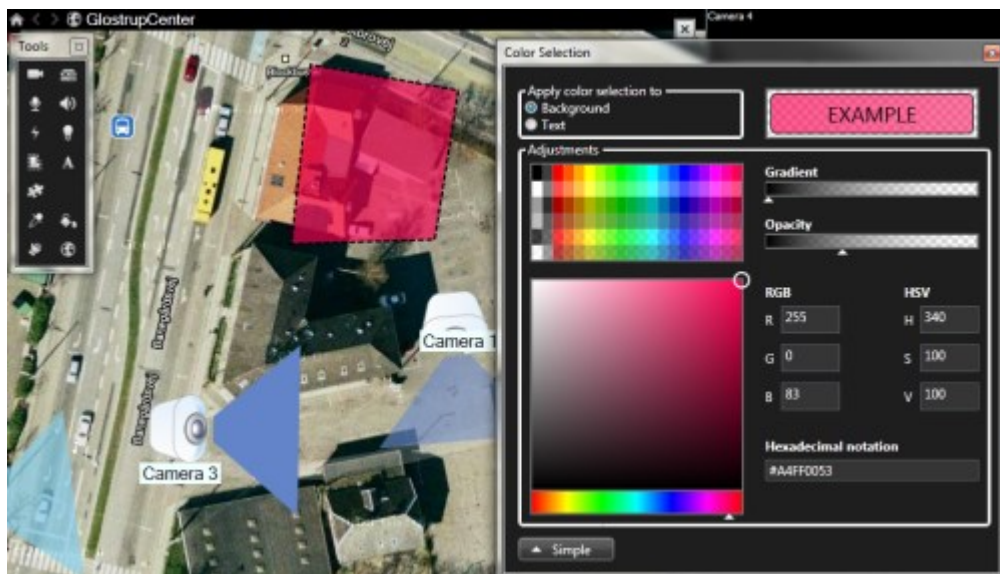 GlostrupCenter
Camera 4
Tools
Color Selection
Apply color selection to
Background
Text
EXAMPLE
Adjustments
Gradient
Opacity
RGB
HSV
R 255
H 340
G 0
S 100
B 83
V 100
Hexadecimal notation
#A4FF0053
Simple
A
Camera 1
Camera 3